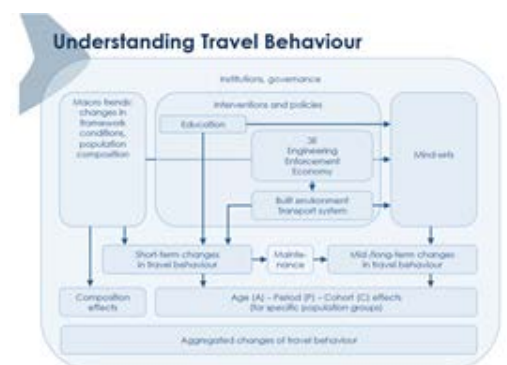 Understanding Travel Behaviour
Institutions, governance
Macro trends:
changes in
framework
conditions,
population
composition
Interventions and policies
Education
3E
Engineering
Enforcement
Economy
Mind-sets
Built environment
Transport system
Short-term changes
in travel behaviour
Mainte-
nance
Mid-/long-term changes
in travel behaviour
Composition
effects
Age (A) – Period (P) – Cohort (C) effects
(for specific population groups)
Aggregated changes of travel behaviour